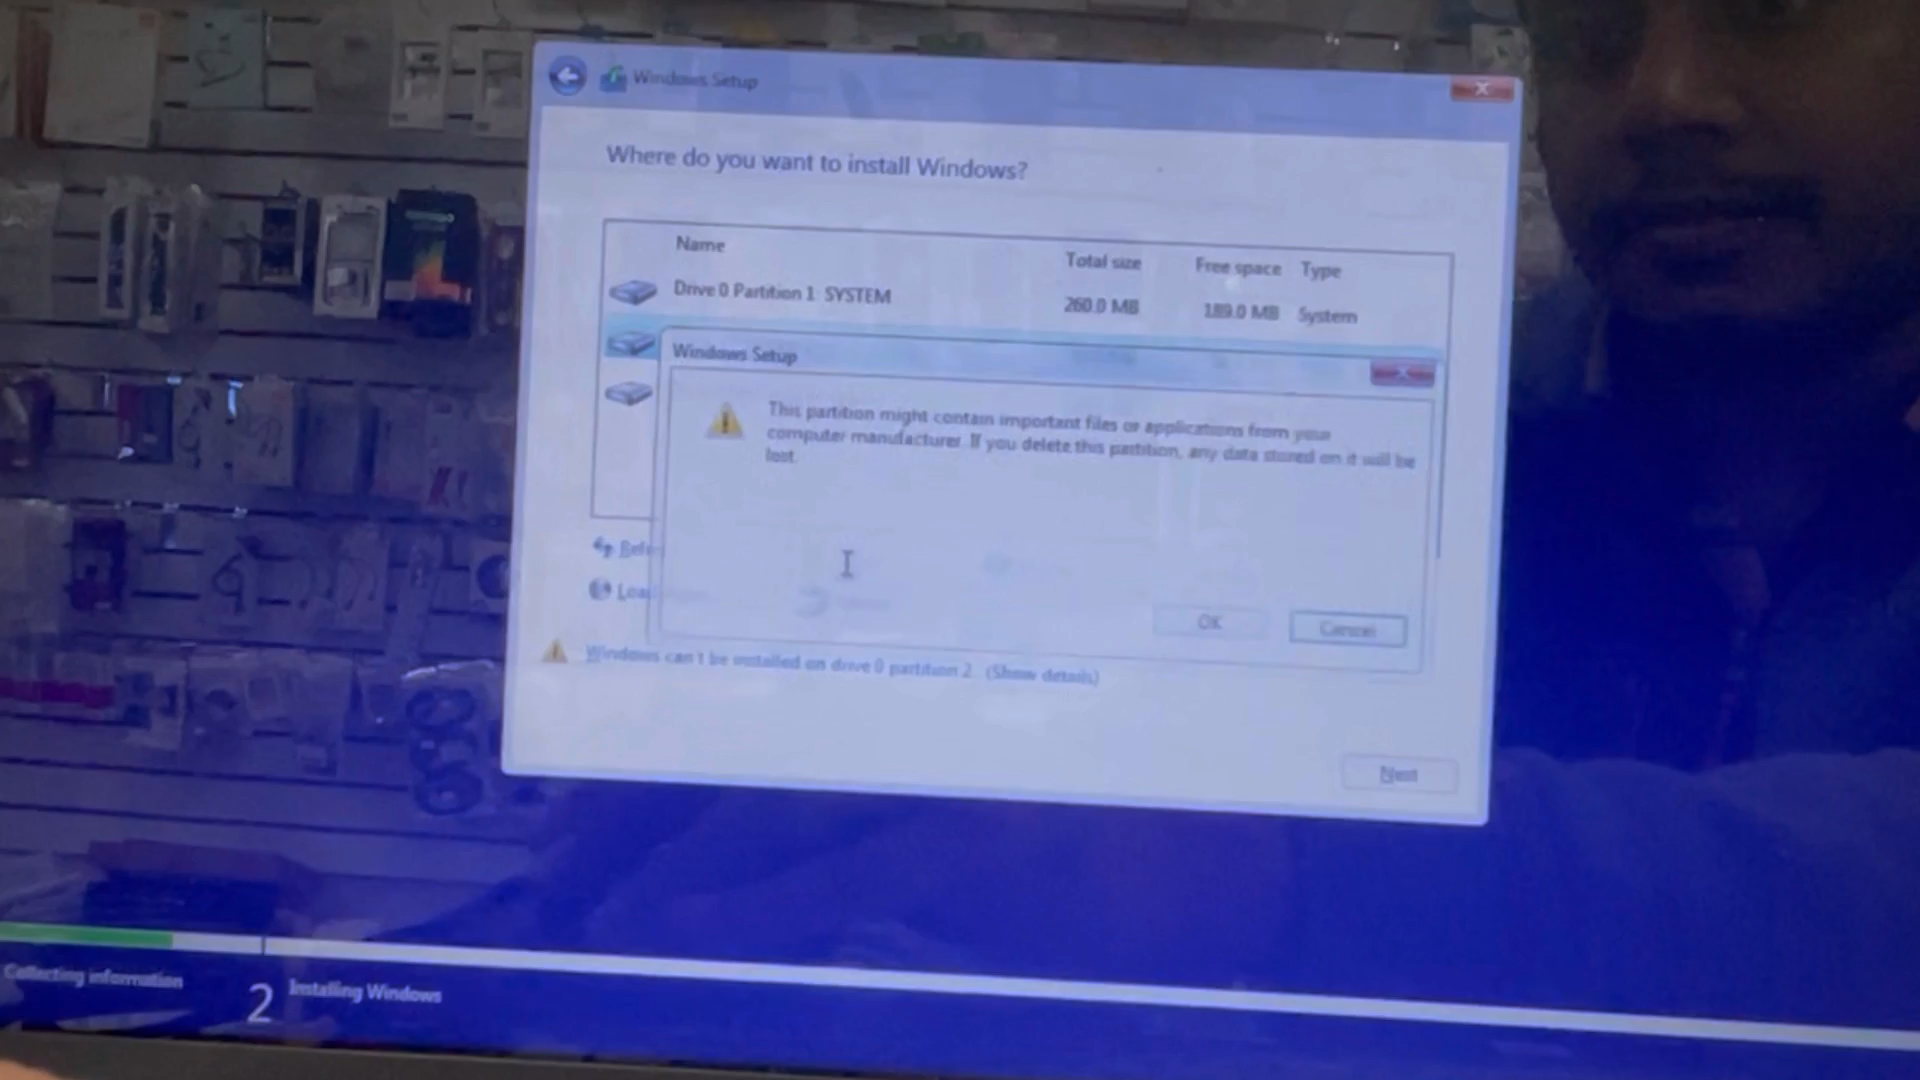 Windows Setup
Where do you want to install Windows?
Name Total size Free space Type
Drive 0 Partition 1: SYSTEM 260.0 MB 189.0 MB System
Windows Setup
This partition might contain important files or applications from your
computer manufacturer. If you delete this partition, any data stored on it will be
lost.
OK Cancel
Windows can't be installed on drive 0 partition 2. (Show details)
Next
Collecting information
2 Installing Windows